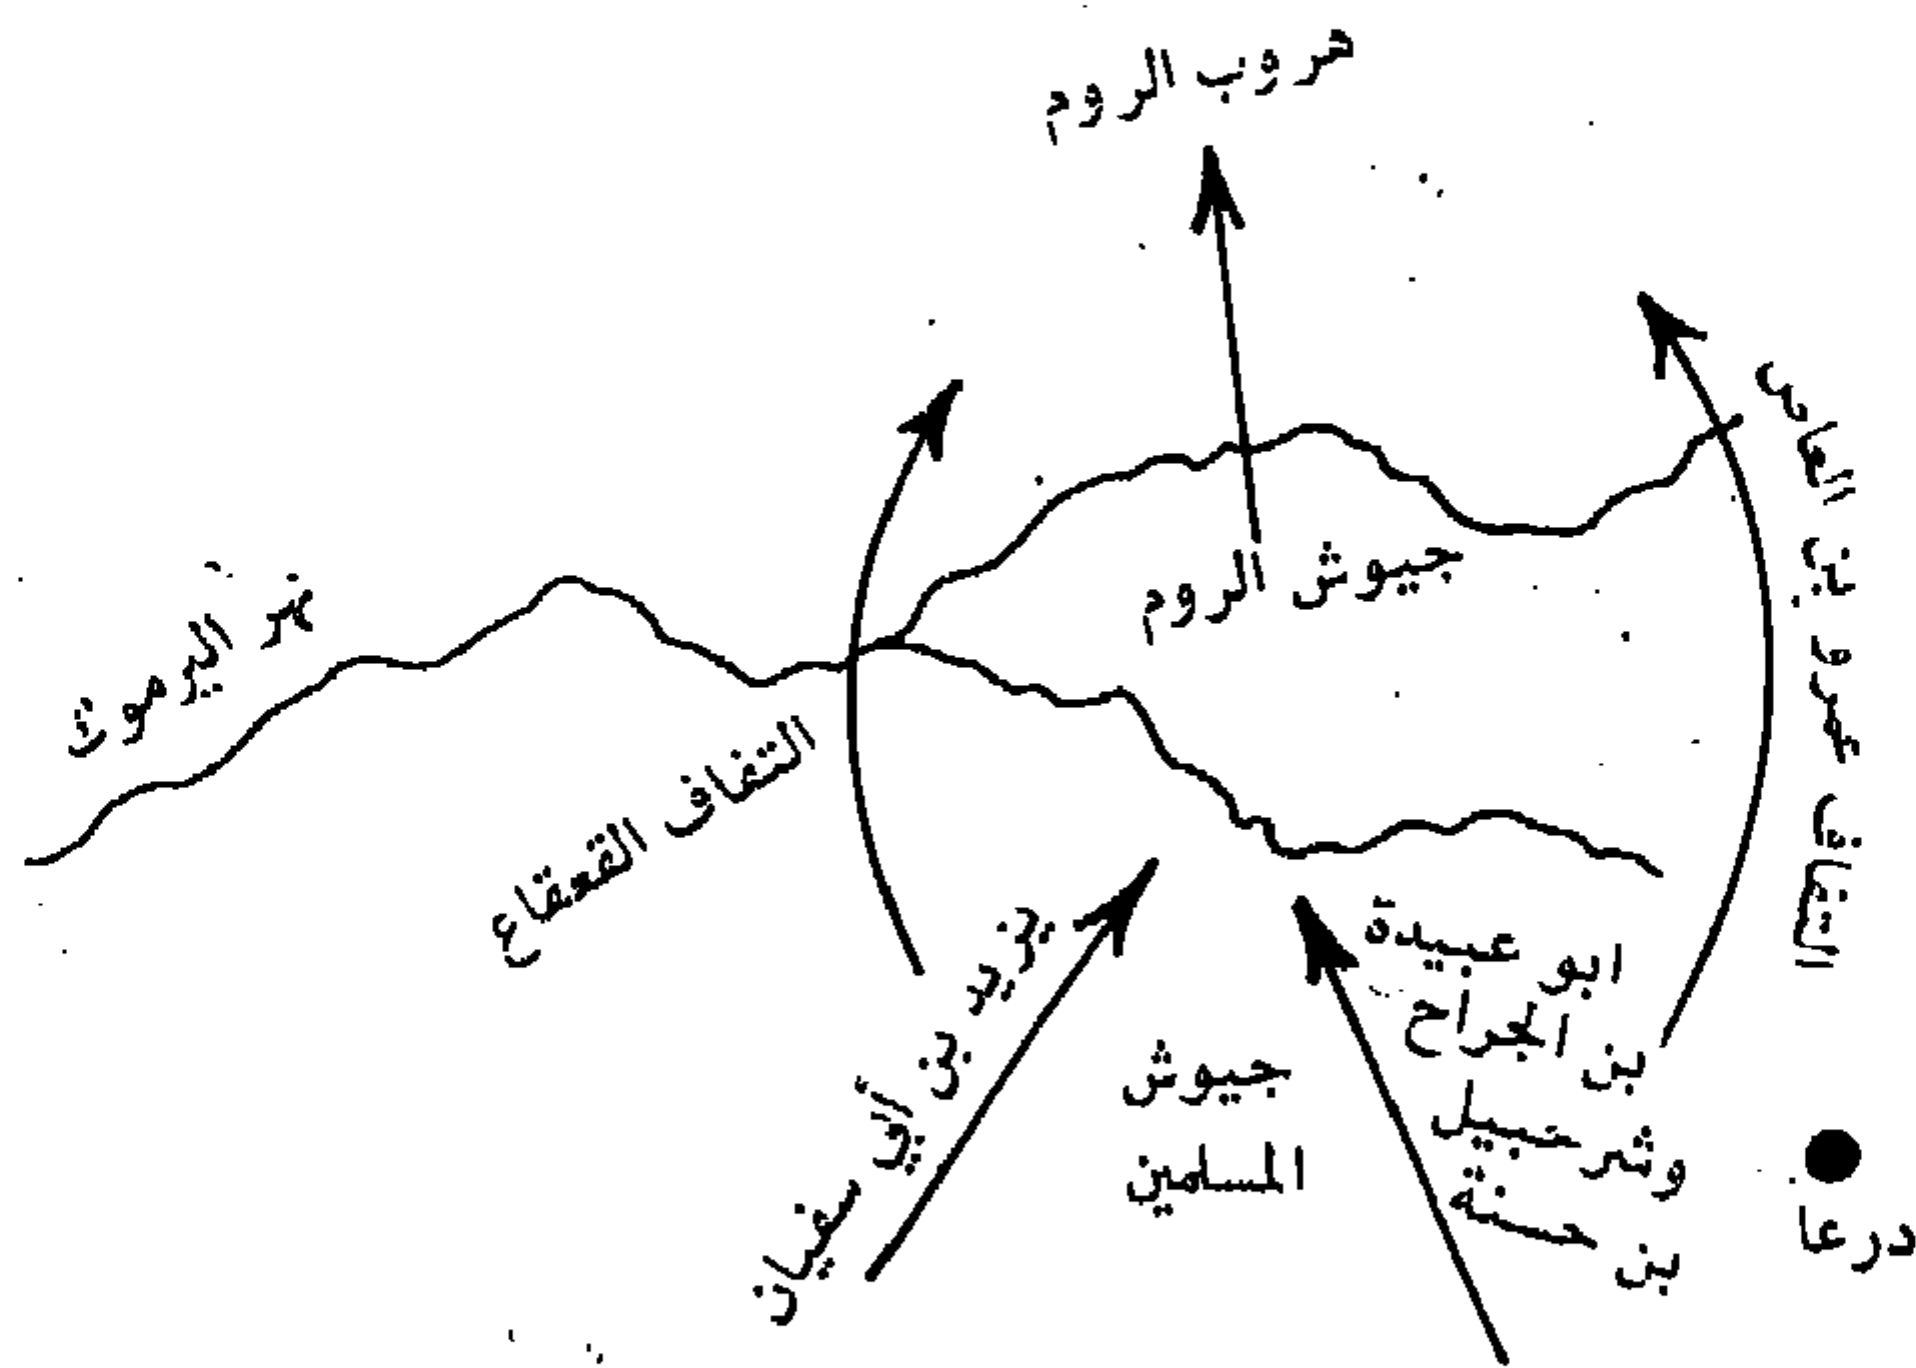 هروب الروم
جيوش الروم
نهر اليرموك
التفاف القعقاع
التفاف عمرو بن العاص
يزيد بن أبي سفيان
جيوش
المسلمين
ابو عبيدة
بن الجراح
وشرحبيل
بن حسنة
درعا